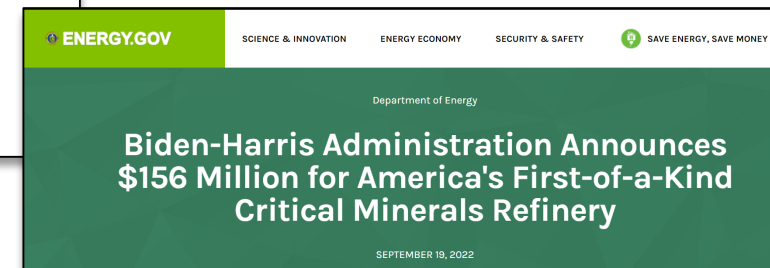 ENERGY.GOV SCIENCE & INNOVATION ENERGY ECONOMY SECURITY & SAFETY SAVE ENERGY, SAVE MONEY
Department of Energy
Biden-Harris Administration Announces
$156 Million for America's First-of-a-Kind
Critical Minerals Refinery
SEPTEMBER 19, 2022